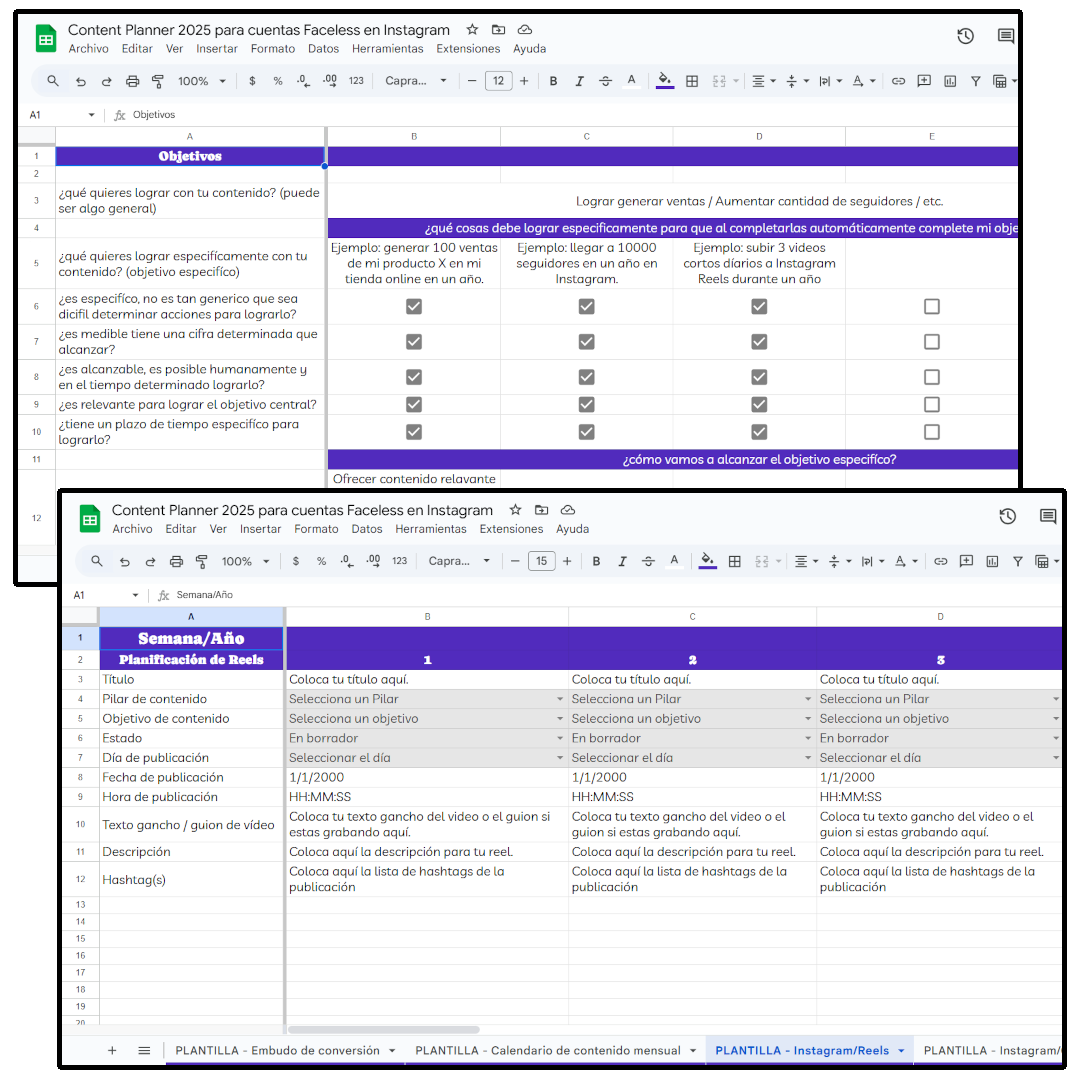 Content Planner 2025 para cuentas Faceless en Instagram
Archivo Editar Ver Insertar Formato Datos Herramientas Extensiones Ayuda
100% $ % .0 .00 123 Capra... 12 B I A
A1 fx Objetivos
A B C D E
1 Objetivos
2
3 ¿qué quieres lograr con tu contenido? (puede
ser algo general)
Lograr generar ventas / Aumentar cantidad de seguidores / etc.
4 ¿qué cosas debe lograr especificamente para que al completarlas automáticamente complete mi obje
5 ¿qué quieres lograr específicamente con tu
contenido? (objetivo especifíco)
Ejemplo: generar 100 ventas
de mi producto X en mi
tienda online en un año.
Ejemplo: llegar a 10000
seguidores en un año en
Instagram.
Ejemplo: subir 3 videos
cortos díarios a Instagram
Reels durante un año
6 ¿es especifíco, no es tan generico que sea
dicifil determinar acciones para lograrlo?
7 ¿es medible tiene una cifra determinada que
alcanzar?
8 ¿es alcanzable, es posible humanamente y
en el tiempo determinado lograrlo?
9 ¿es relevante para lograr el objetivo central?
10 ¿tiene un plazo de tiempo especifíco para
lograrlo?
11 ¿cómo vamos a alcanzar el objetivo especifíco?
12 Ofrecer contenido relavante
Content Planner 2025 para cuentas Faceless en Instagram
Archivo Editar Ver Insertar Formato Datos Herramientas Extensiones Ayuda
100% $ % .0 .00 123 Capra... 15 B I A
A1 fx Semana/Año
A B C D
1 Semana/Año
2 Planificación de Reels 1 2 3
3 Título Coloca tu título aquí. Coloca tu título aquí. Coloca tu título aquí.
4 Pilar de contenido Selecciona un Pilar Selecciona un Pilar Selecciona un Pilar
5 Objetivo de contenido Selecciona un objetivo Selecciona un objetivo Selecciona un objetivo
6 Estado En borrador En borrador En borrador
7 Día de publicación Seleccionar el día Seleccionar el día Seleccionar el día
8 Fecha de publicación 1/1/2000 1/1/2000 1/1/2000
9 Hora de publicación HH:MM:SS HH:MM:SS HH:MM:SS
10 Texto gancho / guion de vídeo
Coloca tu texto gancho del video o el guion si
estas grabando aquí.
Coloca tu texto gancho del video o el
guion si estas grabando aquí.
Coloca tu texto gancho del video o el
guion si estas grabando aquí.
11 Descripción Coloca aquí la descripción para tu reel. Coloca aquí la descripción para tu reel. Coloca aquí la descripción para tu reel.
12 Hashtag(s)
Coloca aquí la lista de hashtags de la
publicación
Coloca aquí la lista de hashtags de la
publicación
Coloca aquí la lista de hashtags de la
publicación
13
14
15
16
17
18
19
20
PLANTILLA - Embudo de conversión PLANTILLA - Calendario de contenido mensual PLANTILLA - Instagram/Reels PLANTILLA - Instagram/